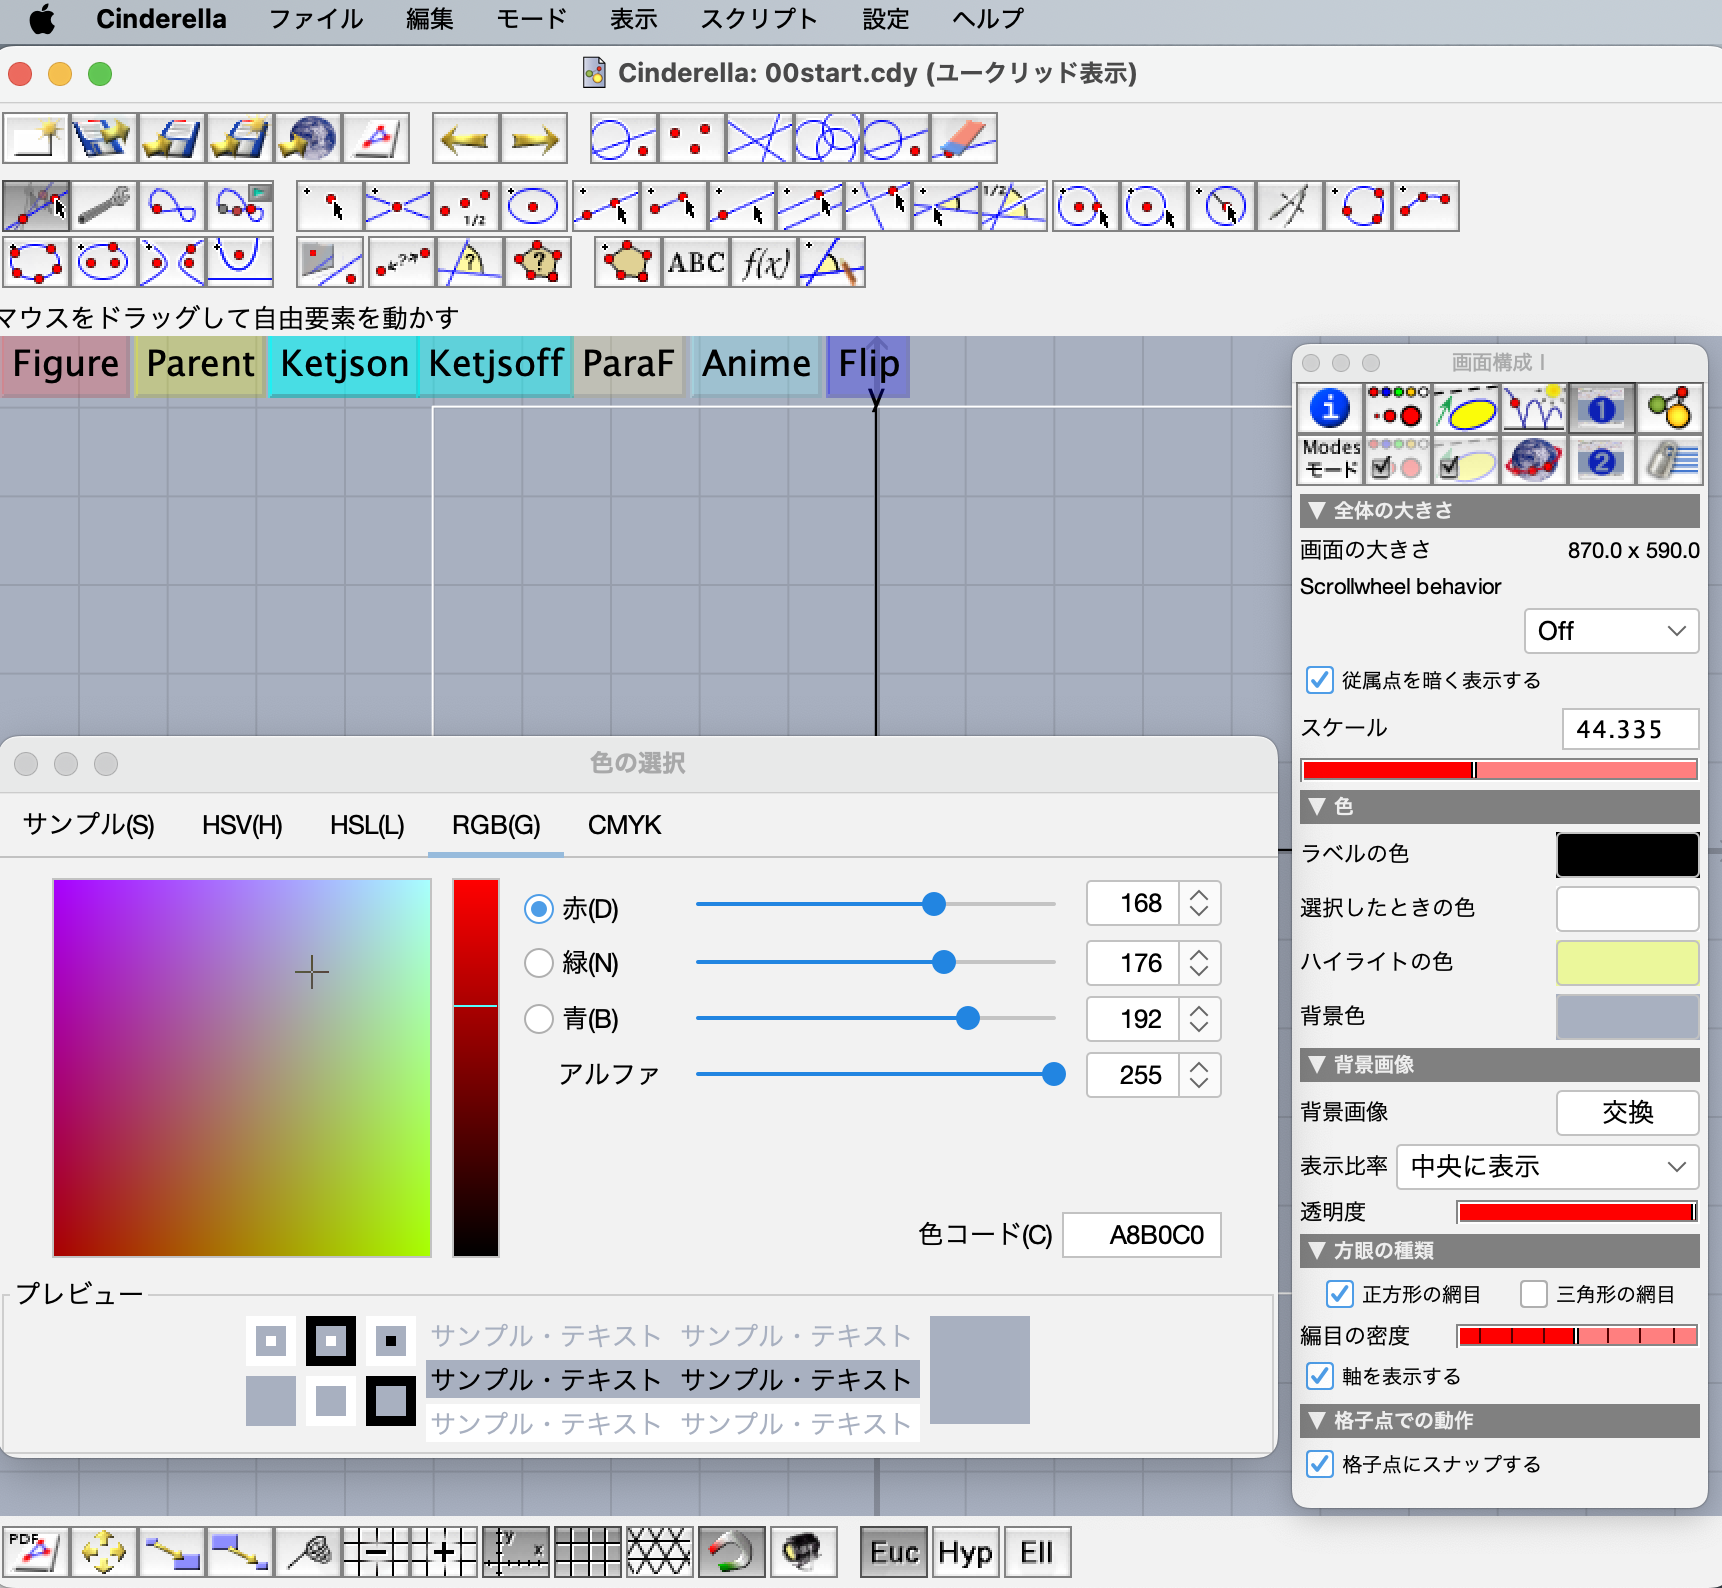 Cinderella ファイル 編集 モード 表示 スクリプト 設定 ヘルプ
Cinderella: 00start.cdy (ユークリッド表示)
1/2
1/2
? ?
ABC f(x)
マウスをドラッグして自由要素を動かす
Figure Parent Ketjson Ketjsoff ParaF Anime Flip
y
画面構成 I
i 1
Modes モード 2
▼ 全体の大きさ
画面の大きさ 870.0 x 590.0
Scrollwheel behavior
Off
従属点を暗く表示する
スケール 44.335
▼ 色
ラベルの色
選択したときの色
ハイライトの色
背景色
▼ 背景画像
背景画像 交換
表示比率 中央に表示
透明度
▼ 方眼の種類
正方形の網目 三角形の網目
編目の密度
軸を表示する
▼ 格子点での動作
格子点にスナップする
色の選択
サンプル(S) HSV(H) HSL(L) RGB(G) CMYK
赤(D) 168
緑(N) 176
青(B) 192
アルファ 255
色コード(C) A8B0C0
プレビュー
サンプル・テキスト サンプル・テキスト
サンプル・テキスト サンプル・テキスト
サンプル・テキスト サンプル・テキスト
PDF y x Euc Hyp Ell